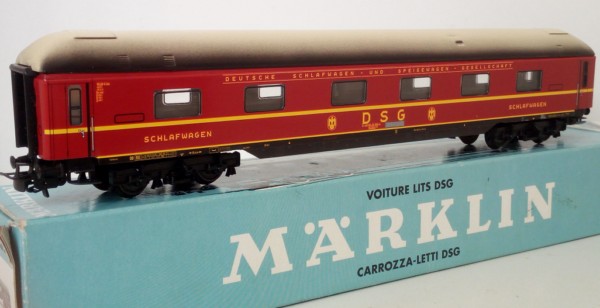 DEUTSCHE SCHLAFWAGEN - UND SPEISEWAGEN - GESELLSCHAFT
SCHLAFWAGEN
DSG
SCHLAFWAGEN
VOITURE LITS DSG
MÄRKLIN
CARROZZA-LETTI DSG